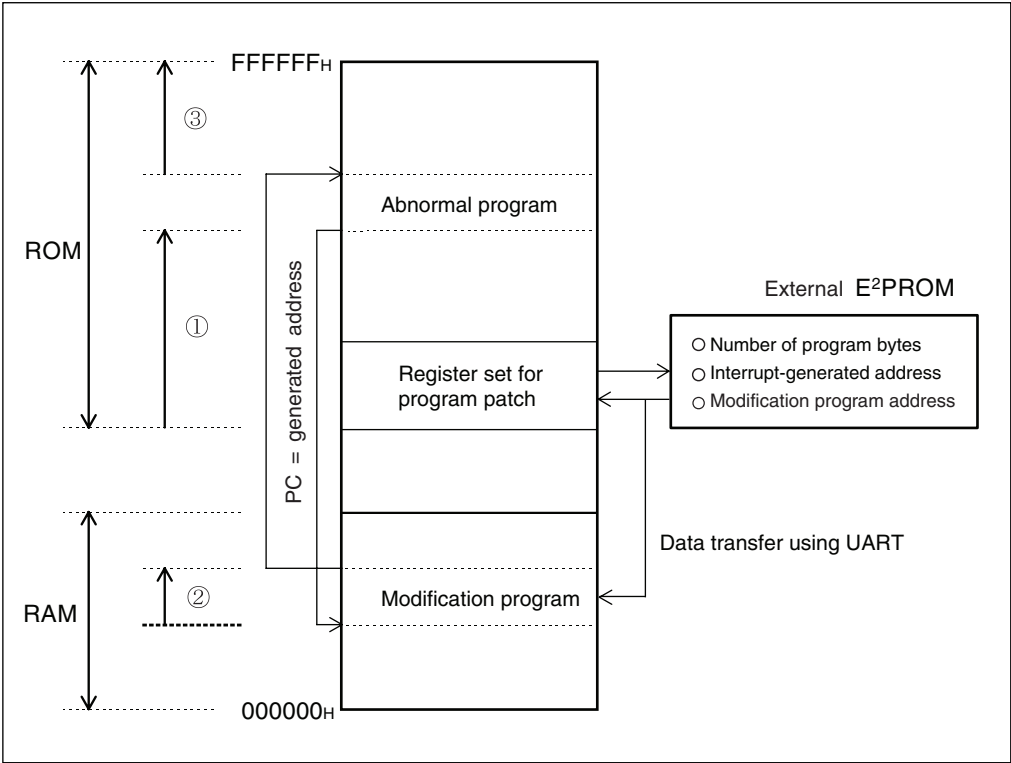 FFFFFFH
③
Abnormal program
ROM
①
PC = generated address
External E²PROM
Number of program bytes
Interrupt-generated address
Modification program address
Register set for
program patch
Data transfer using UART
②
Modification program
RAM
000000H